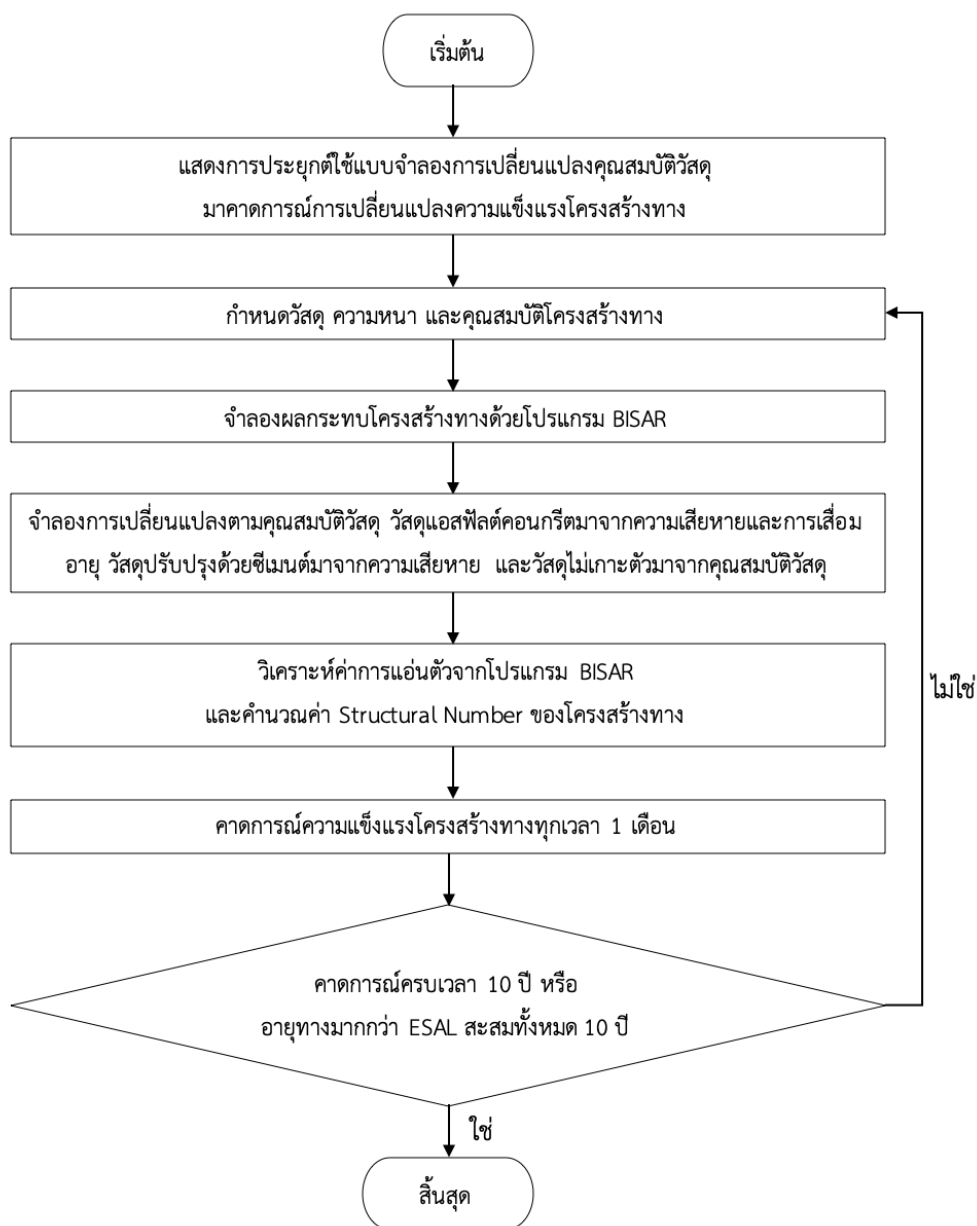 เริ่มต้น
แสดงการประยุกต์ใช้แบบจำลองการเปลี่ยนแปลงคุณสมบัติวัสดุ
มาคาดการณ์การเปลี่ยนแปลงความแข็งแรงโครงสร้างทาง
กำหนดวัสดุ ความหนา และคุณสมบัติโครงสร้างทาง
จำลองผลกระทบโครงสร้างทางด้วยโปรแกรม BISAR
จำลองการเปลี่ยนแปลงตามคุณสมบัติวัสดุ วัสดุแอสฟัลต์คอนกรีตมาจากความเสียหายและการเสื่อม
อายุ วัสดุปรับปรุงด้วยซีเมนต์มาจากความเสียหาย และวัสดุไม่เกาะตัวมาจากคุณสมบัติวัสดุ
วิเคราะห์ค่าการแอ่นตัวจากโปรแกรม BISAR
และคำนวณค่า Structural Number ของโครงสร้างทาง
ไม่ใช่
คาดการณ์ความแข็งแรงโครงสร้างทางทุกเวลา 1 เดือน
คาดการณ์ครบเวลา 10 ปี หรือ
อายุทางมากกว่า ESAL สะสมทั้งหมด 10 ปี
ใช่
สิ้นสุด